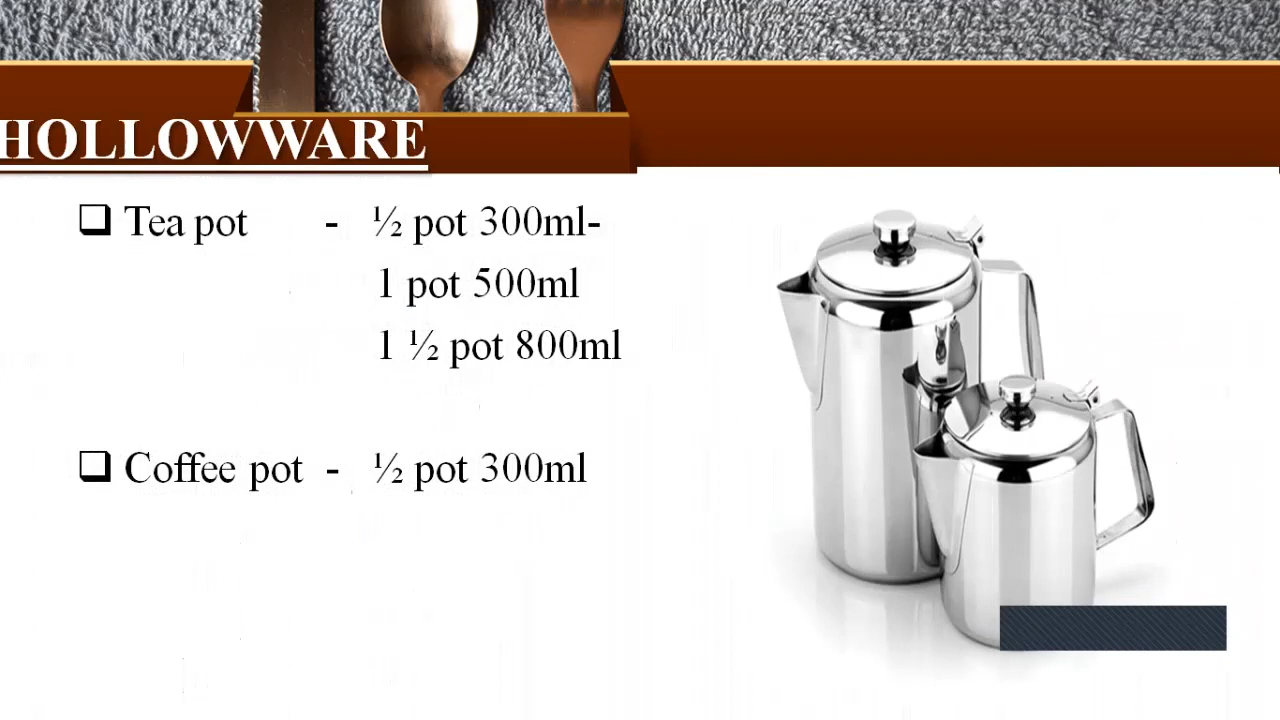 HOLLOWWARE
❑ Tea pot - ½ pot 300ml-
1 pot 500ml
1 ½ pot 800ml
❑ Coffee pot - ½ pot 300ml